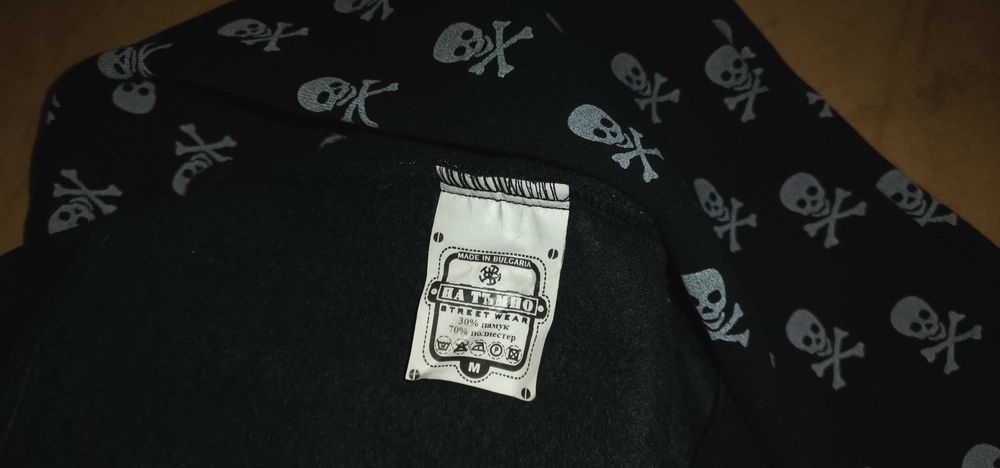 MADE IN BULGARIA
НА ТЪМНО
STREET WEAR
30% памук
70% полиестер
P
M